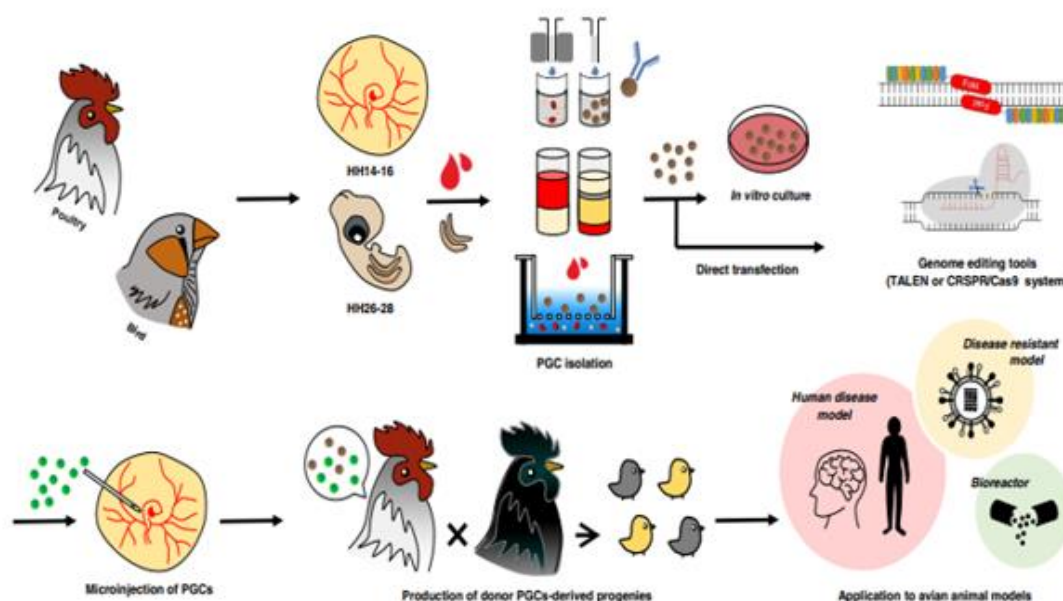 Poultry
Bird
HH14-16
HH26-28
PGC isolation
In vitro culture
Direct transfection
FokI
FokI
Genome editing tools
(TALEN or CRSPR/Cas9 system
Microinjection of PGCs
Production of donor PGCs-derived progenies
Human disease
model
Disease resistant
model
Bioreactor
Application to avian animal models